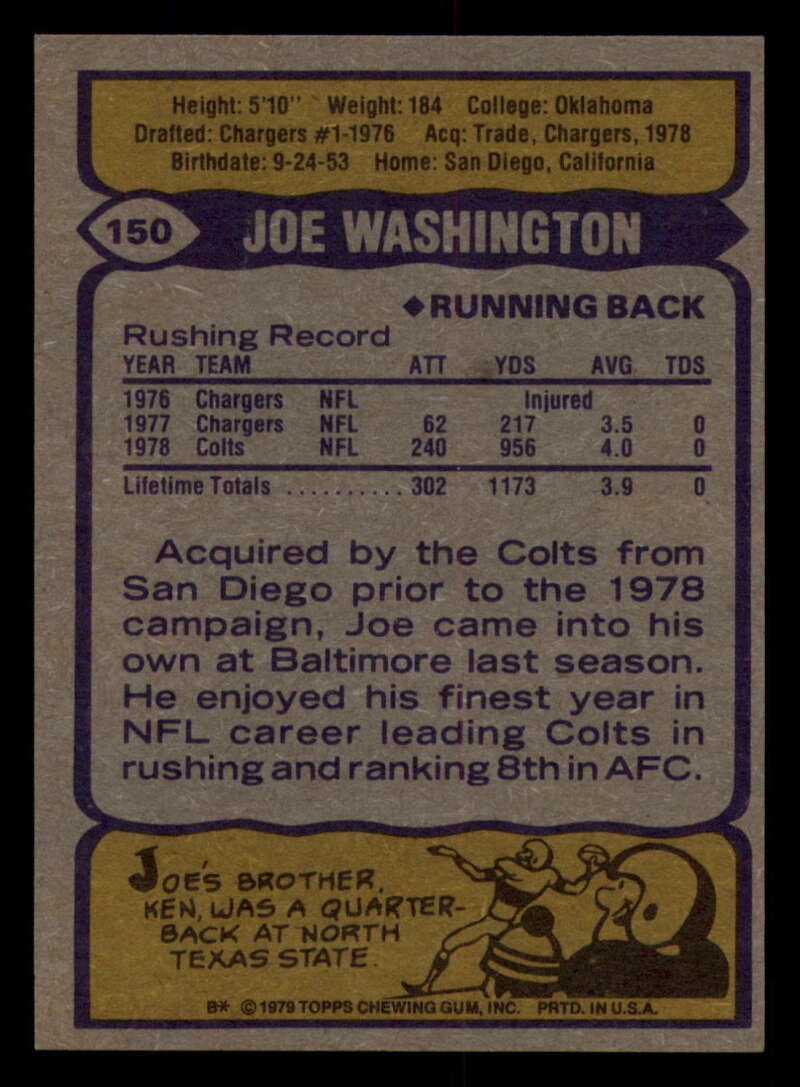 Height: 5'10" Weight: 184 College: Oklahoma
Drafted: Chargers #1-1976 Acq: Trade, Chargers, 1978
Birthdate: 9-24-53 Home: San Diego, California
150 JOE WASHINGTON
◆RUNNING BACK
Rushing Record
YEAR TEAM ATT YDS AVG TDS
1976 Chargers NFL Injured
1977 Chargers NFL 62 217 3.5 0
1978 Colts NFL 240 956 4.0 0
Lifetime Totals .......... 302 1173 3.9 0
Acquired by the Colts from
San Diego prior to the 1978
campaign, Joe came into his
own at Baltimore last season.
He enjoyed his finest year in
NFL career leading Colts in
rushing and ranking 8th in AFC.
JOE'S BROTHER,
KEN, WAS A QUARTER-
BACK AT NORTH
TEXAS STATE.
B* © 1979 TOPPS CHEWING GUM, INC. PRTD. IN U.S.A.